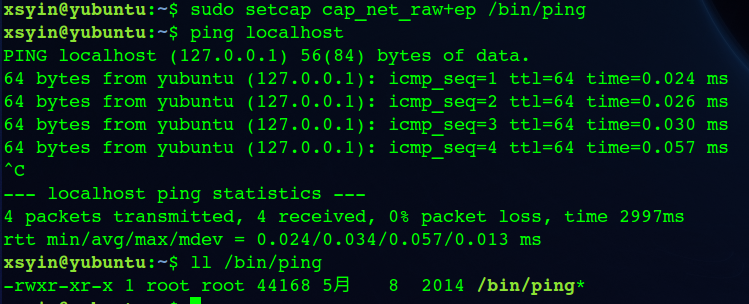 xsyin@yubuntu:~$ sudo setcap cap_net_raw+ep /bin/ping
xsyin@yubuntu:~$ ping localhost
PING localhost (127.0.0.1) 56(84) bytes of data.
64 bytes from yubuntu (127.0.0.1): icmp_seq=1 ttl=64 time=0.024 ms
64 bytes from yubuntu (127.0.0.1): icmp_seq=2 ttl=64 time=0.026 ms
64 bytes from yubuntu (127.0.0.1): icmp_seq=3 ttl=64 time=0.030 ms
64 bytes from yubuntu (127.0.0.1): icmp_seq=4 ttl=64 time=0.057 ms
^C
--- localhost ping statistics ---
4 packets transmitted, 4 received, 0% packet loss, time 2997ms
rtt min/avg/max/mdev = 0.024/0.034/0.057/0.013 ms
xsyin@yubuntu:~$ ll /bin/ping
-rwxr-xr-x 1 root root 44168 5月   8  2014 /bin/ping*
xsyin@yubuntu:~$